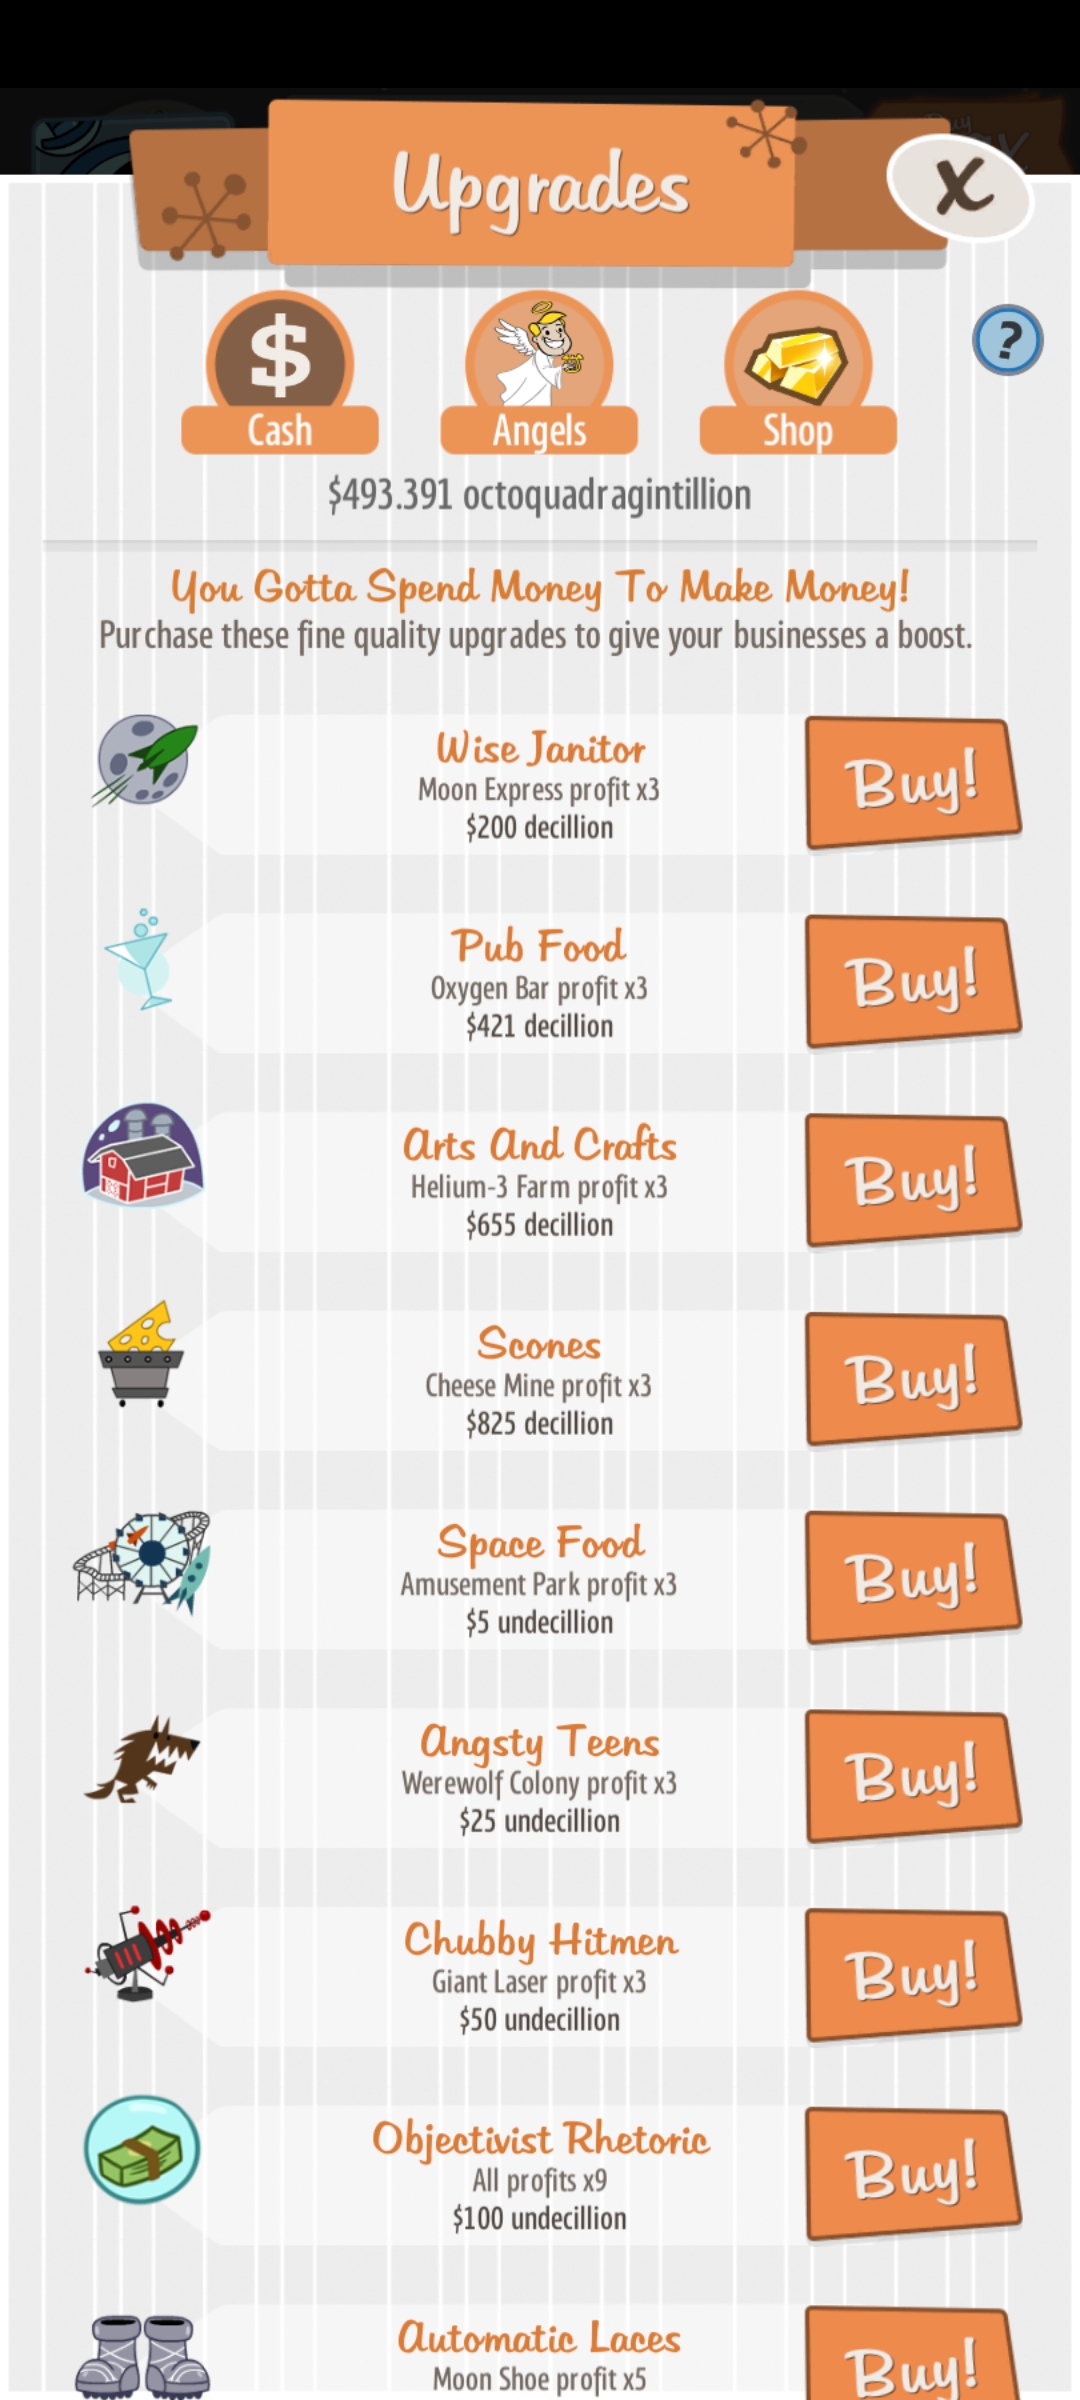 Upgrades
X
$
Cash
Angels
Shop
?
$493.391 octoquadragintillion
You Gotta Spend Money To Make Money!
Purchase these fine quality upgrades to give your businesses a boost.
Wise Janitor
Moon Express profit x3
$200 decillion
Buy!
Pub Food
Oxygen Bar profit x3
$421 decillion
Buy!
Arts And Crafts
Helium-3 Farm profit x3
$655 decillion
Buy!
Scones
Cheese Mine profit x3
$825 decillion
Buy!
Space Food
Amusement Park profit x3
$5 undecillion
Buy!
Angsty Teens
Werewolf Colony profit x3
$25 undecillion
Buy!
Chubby Hitmen
Giant Laser profit x3
$50 undecillion
Buy!
Objectivist Rhetoric
All profits x9
$100 undecillion
Buy!
Automatic Laces
Moon Shoe profit x5
Buy!